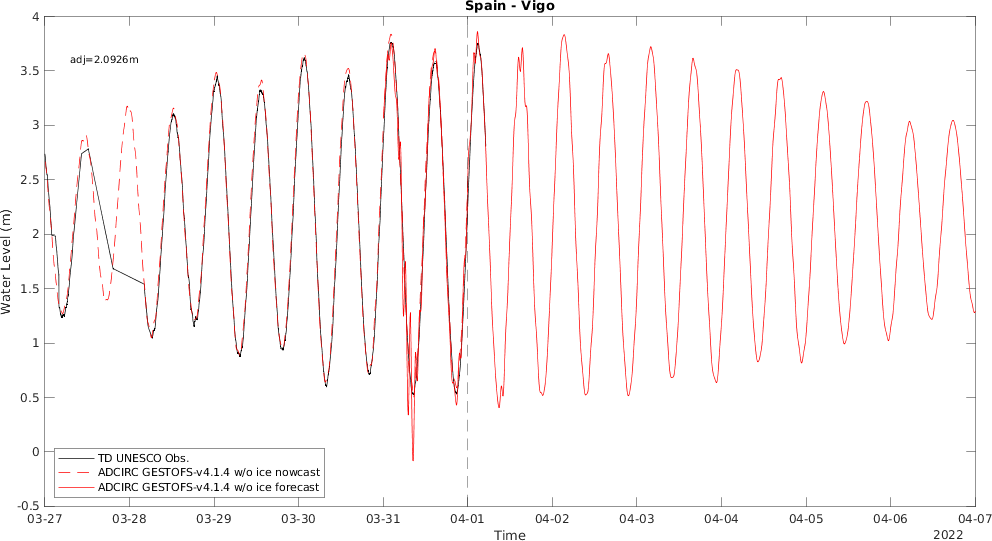 Spain - Vigo
adj=2.0926m
4
3.5
3
2.5
2
1.5
1
0.5
0
-0.5
Water Level (m)
TD UNESCO Obs.
ADCIRC GESTOFS-v4.1.4 w/o ice nowcast
ADCIRC GESTOFS-v4.1.4 w/o ice forecast
03-27 03-28 03-29 03-30 03-31 04-01 04-02 04-03 04-04 04-05 04-06 04-07
Time
2022